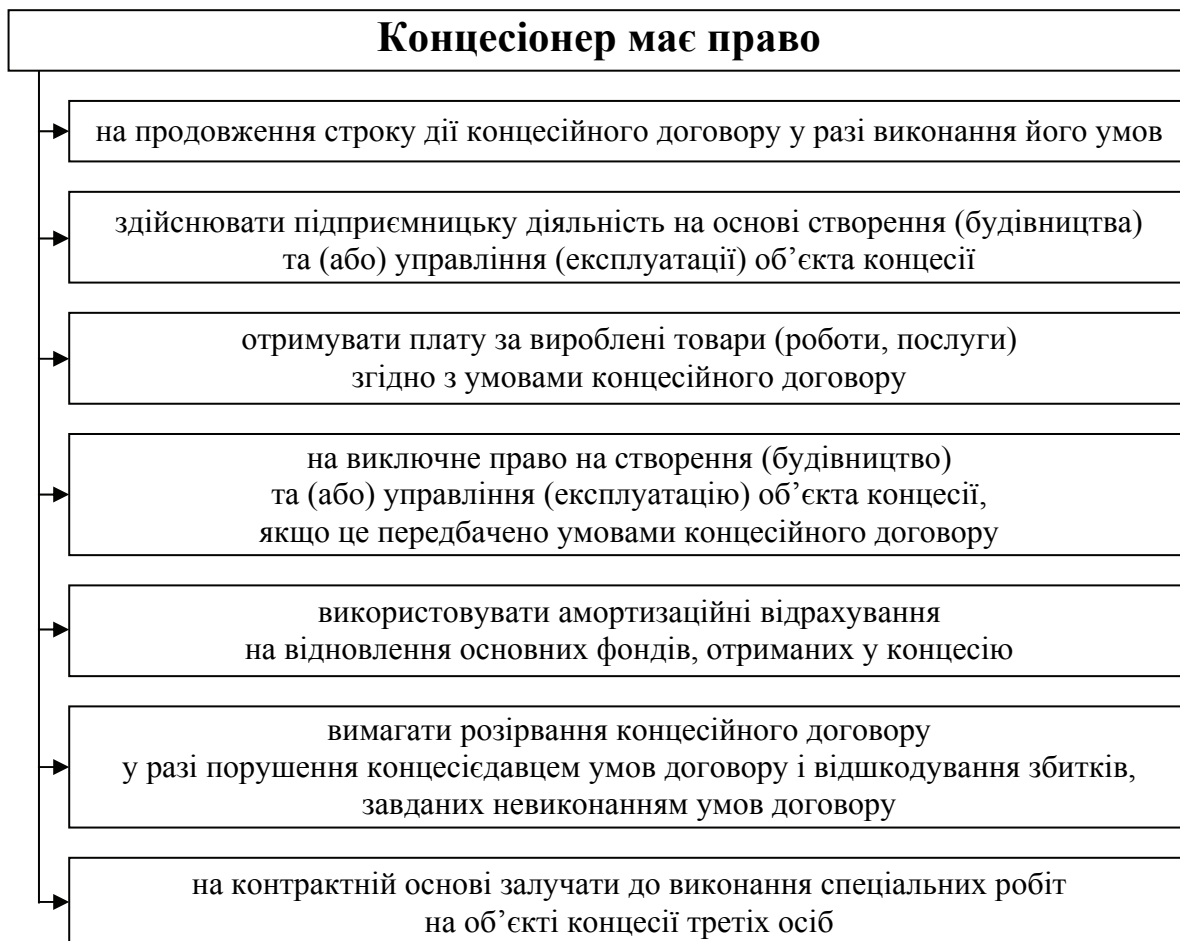 Концесіонер має право
на продовження строку дії концесійного договору у разі виконання його умов
здійснювати підприємницьку діяльність на основі створення (будівництва)
та (або) управління (експлуатації) об’єкта концесії
отримувати плату за вироблені товари (роботи, послуги)
згідно з умовами концесійного договору
на виключне право на створення (будівництво)
та (або) управління (експлуатацію) об’єкта концесії,
якщо це передбачено умовами концесійного договору
використовувати амортизаційні відрахування
на відновлення основних фондів, отриманих у концесію
вимагати розірвання концесійного договору
у разі порушення концесієдавцем умов договору і відшкодування збитків,
завданих невиконанням умов договору
на контрактній основі залучати до виконання спеціальних робіт
на об’єкті концесії третіх осіб